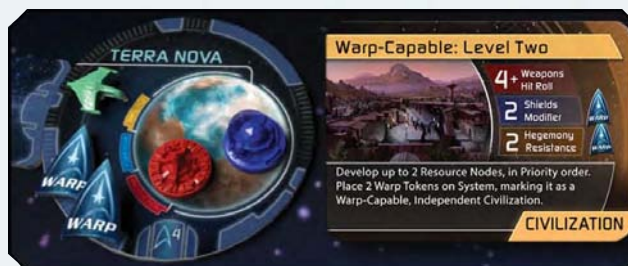 TERRA NOVA
WARP
WARP
4
Warp-Capable: Level Two
4+ Weapons
Hit Roll
2 Shields
Modifier
2 Hegemony
Resistance
WARP
WARP
Develop up to 2 Resource Nodes, in Priority order.
Place 2 Warp Tokens on System, marking it as a
Warp-Capable, Independent Civilization.
CIVILIZATION